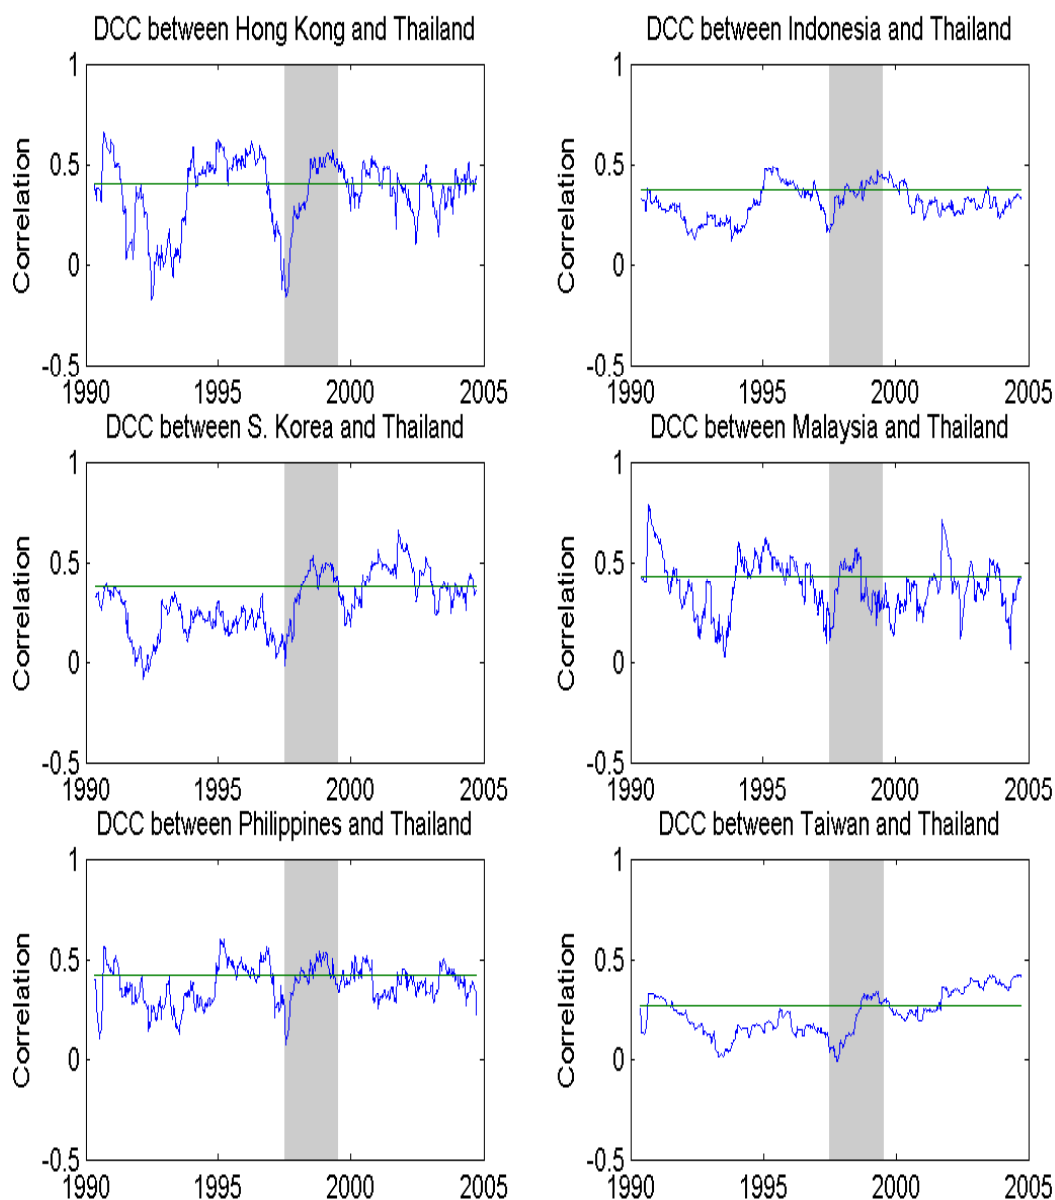 DCC between Hong Kong and Thailand
DCC between Indonesia and Thailand
1
0.5
0
-0.5
Correlation
1990 1995 2000 2005
1
0.5
0
-0.5
Correlation
1990 1995 2000 2005
DCC between S. Korea and Thailand
DCC between Malaysia and Thailand
1
0.5
0
-0.5
Correlation
1990 1995 2000 2005
1
0.5
0
-0.5
Correlation
1990 1995 2000 2005
DCC between Philippines and Thailand
DCC between Taiwan and Thailand
1
0.5
0
-0.5
Correlation
1990 1995 2000 2005
1
0.5
0
-0.5
Correlation
1990 1995 2000 2005